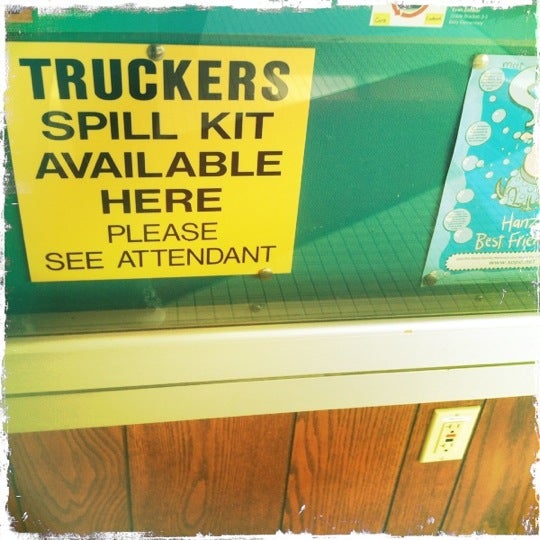 TRUCKERS
SPILL KIT
AVAILABLE
HERE
PLEASE
SEE ATTENDANT
Best Frie